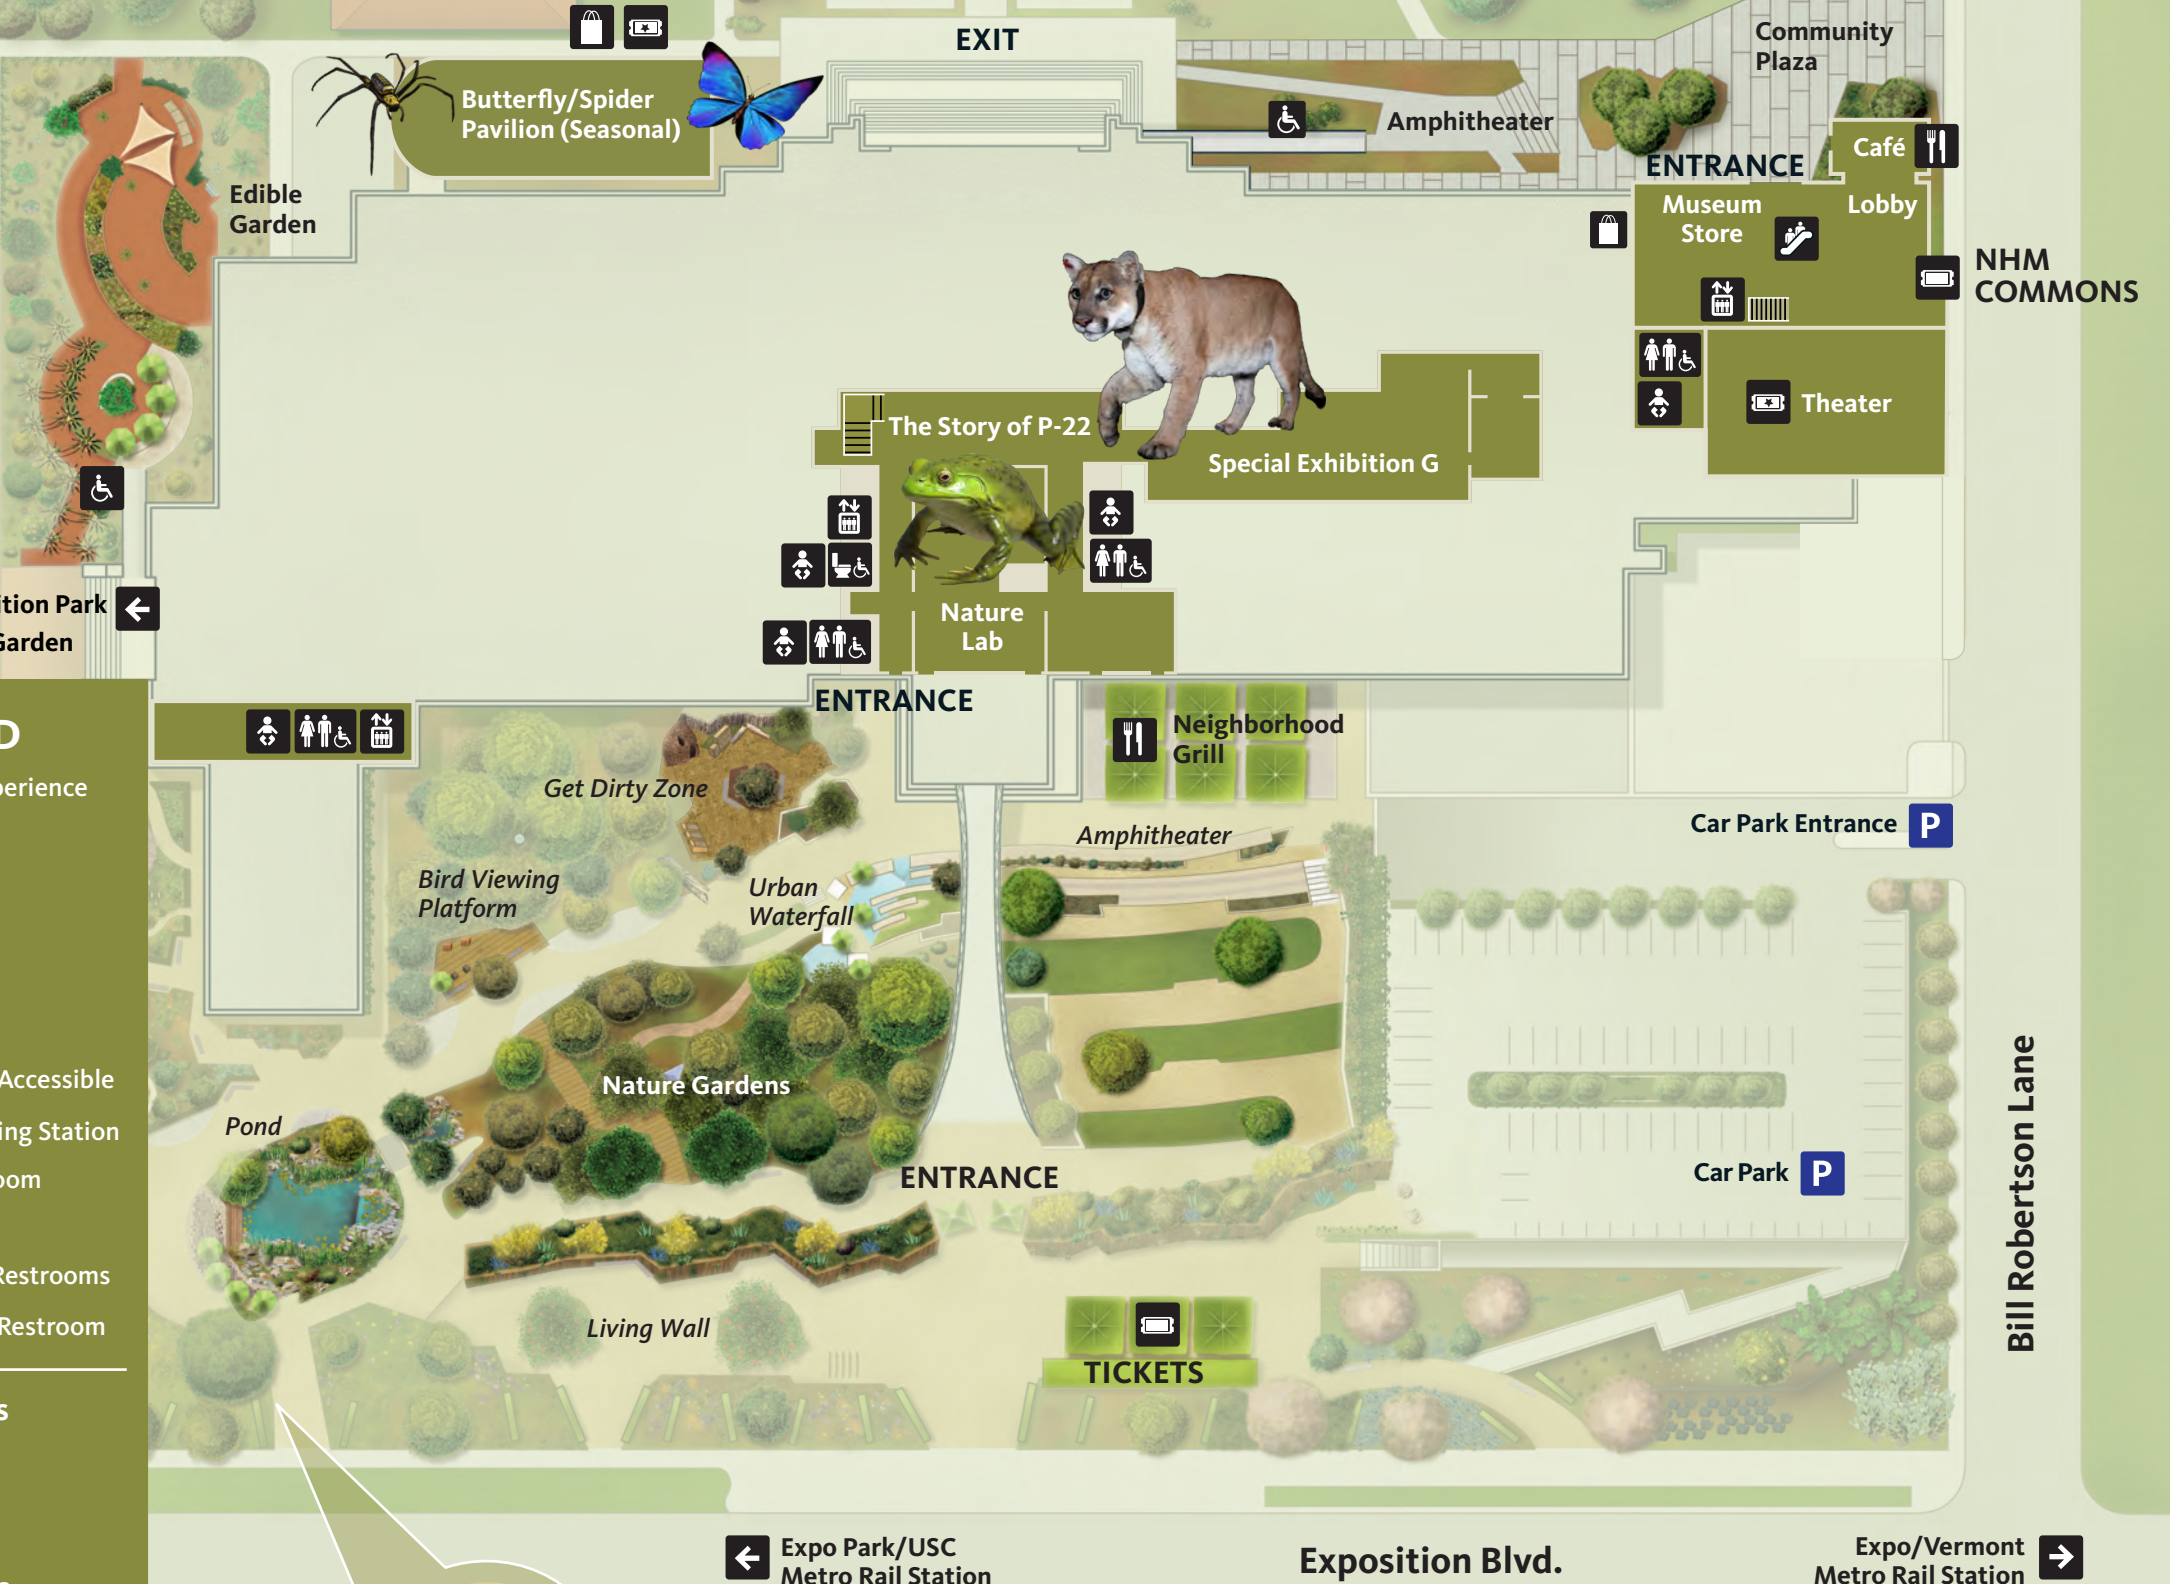 EXIT
Community
Plaza
Butterfly/Spider
Pavilion (Seasonal)
Amphitheater
ENTRANCE
Café
Edible
Garden
Museum
Store
Lobby
NHM
COMMONS
The Story of P-22
Theater
Special Exhibition G
ition Park
Garden
Nature
Lab
ENTRANCE
D
perience
Neighborhood
Grill
Get Dirty Zone
Car Park Entrance
P
Amphitheater
Bird Viewing
Platform
Urban
Waterfall
Accessible
Nature Gardens
Pond
ing Station
oom
ENTRANCE
Car Park
P
Bill Robertson Lane
Restrooms
Restroom
Living Wall
TICKETS
s
Expo Park/USC
Metro Rail Station
Exposition Blvd.
Expo/Vermont
Metro Rail Station